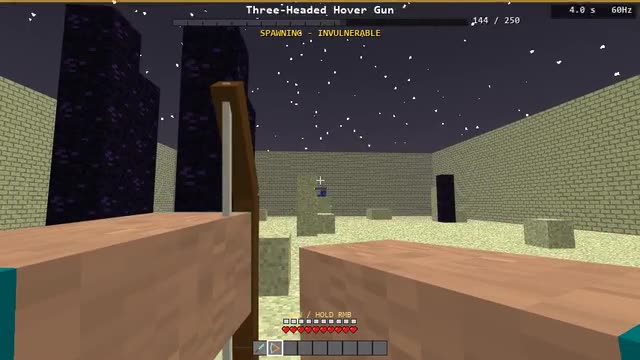 Three-Headed Hover Gun
4.0 s 60Hz
144 / 250
SPAWNING - INVULNERABLE
/ HOLD RMB